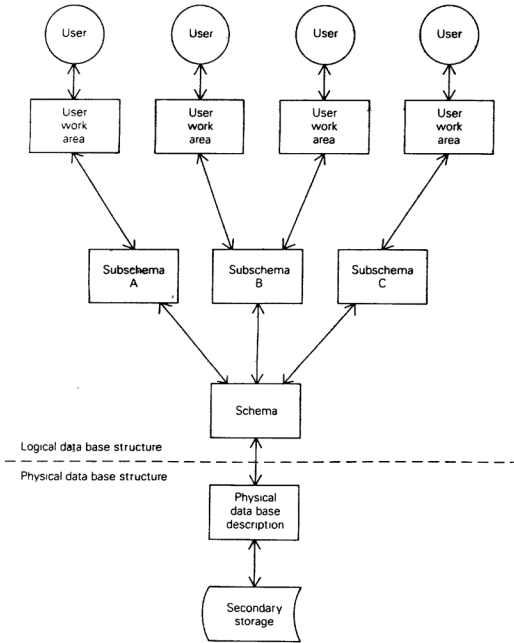 User
User
User
User
User
work
area
User
work
area
User
work
area
User
work
area
Subschema
A
Subschema
B
Subschema
C
Schema
Logical data base structure
Physical data base structure
Physical
data base
description
Secondary
storage